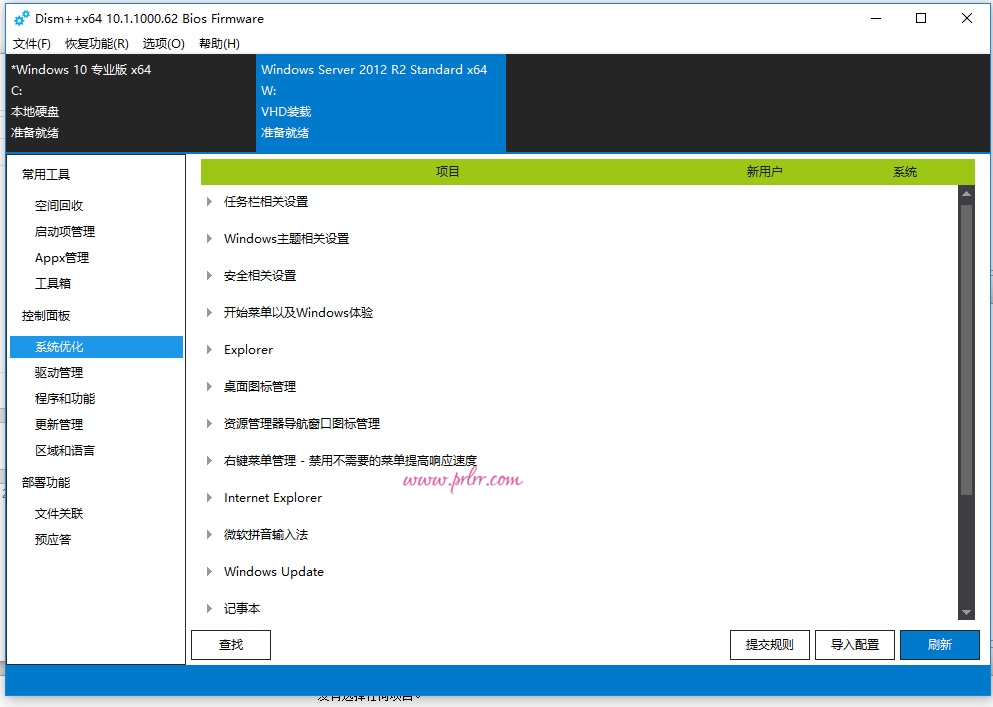 Dism++x64 10.1.1000.62 Bios Firmware
文件(F) 恢复功能(R) 选项(O) 帮助(H)
*Windows 10 专业版 x64
C:
本地硬盘
准备就绪
Windows Server 2012 R2 Standard x64
W:
VHD装载
准备就绪
常用工具
空间回收
启动项管理
Appx管理
工具箱
控制面板
系统优化
驱动管理
程序和功能
更新管理
区域和语言
部署功能
文件关联
预应答
项目 新用户 系统
任务栏相关设置
Windows主题相关设置
安全相关设置
开始菜单以及Windows体验
Explorer
桌面图标管理
资源管理器导航窗口图标管理
右键菜单管理 - 禁用不需要的菜单提高响应速度
www.prlrr.com
Internet Explorer
微软拼音输入法
Windows Update
记事本
查找 提交规则 导入配置 刷新